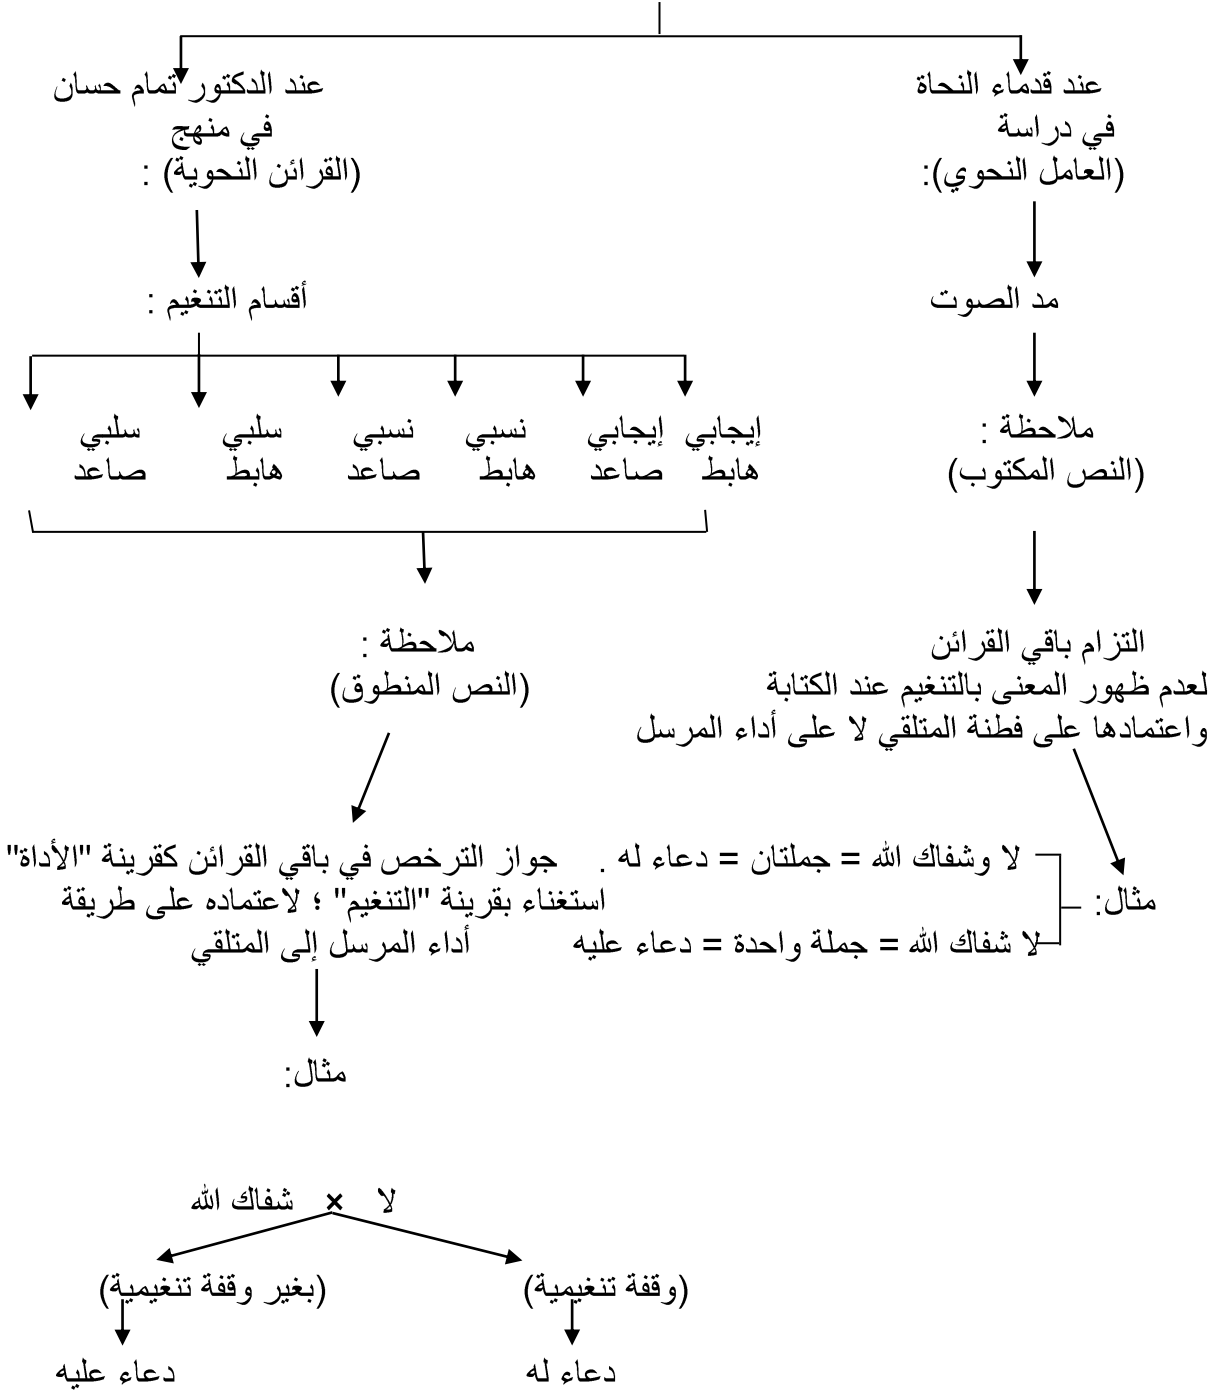 عند قدماء النحاة
في دراسة
(العامل النحوي):
مد الصوت
ملاحظة :
(النص المكتوب)
التزام باقي القرائن
لعدم ظهور المعنى بالتنغيم عند الكتابة
واعتمادها على فطنة المتلقي لا على أداء المرسل
مثال:
لا وشفاك الله = جملتان = دعاء له .
لا شفاك الله = جملة واحدة = دعاء عليه
عند الدكتور تمام حسان
في منهج
(القرائن النحوية) :
أقسام التنغيم :
إيجابي هابط
إيجابي صاعد
نسبي هابط
نسبي صاعد
سلبي هابط
سلبي صاعد
ملاحظة :
(النص المنطوق)
جواز الترخص في باقي القرائن كقرينة "الأداة"
استغناء بقرينة "التنغيم" ؛ لاعتماده على طريقة
أداء المرسل إلى المتلقي
مثال:
لا × شفاك الله
(وقفة تنغيمية)
(بغير وقفة تنغيمية)
دعاء له
دعاء عليه